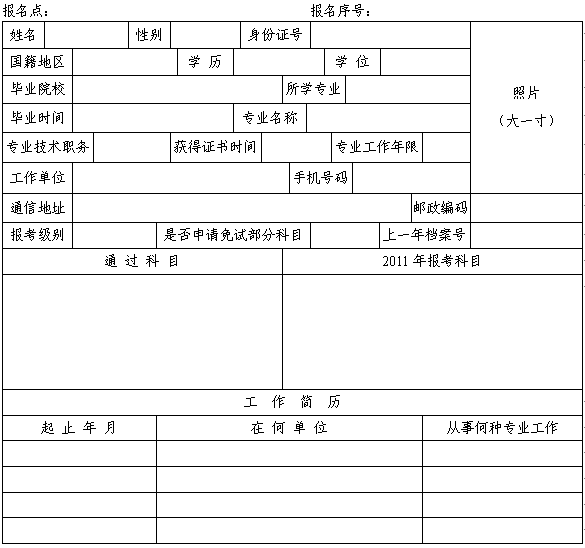 报名点： 报名序号：
姓名 性别 身份证号
国籍地区 学 历 学 位
毕业院校 所学专业
照片
（大一寸）
毕业时间 专业名称
专业技术职务 获得证书时间 专业工作年限
工作单位 手机号码
通信地址 邮政编码
报考级别 是否申请免试部分科目 上一年档案号
通 过 科 目 2011 年报考科目
工 作 简 历
起 止 年 月 在 何 单 位 从事何种专业工作